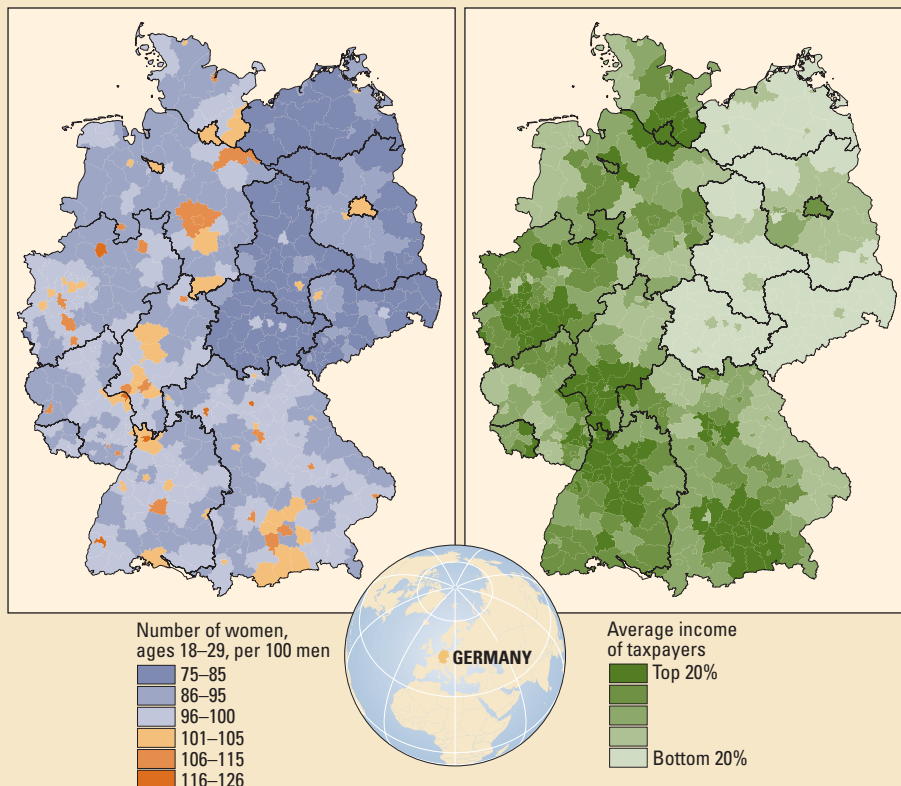 Number of women,
ages 18–29, per 100 men
75–85
86–95
96–100
101–105
106–115
116–126
GERMANY
Average income
of taxpayers
Top 20%
Bottom 20%